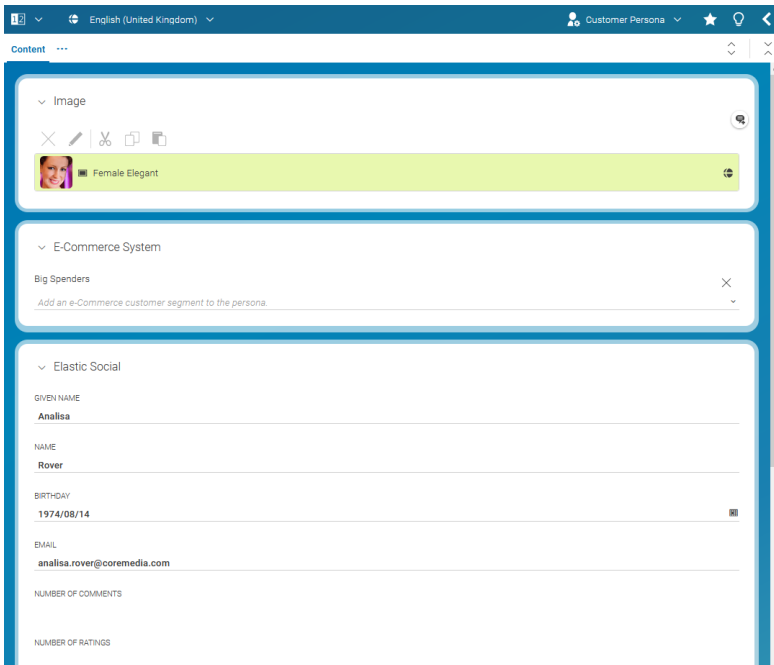 12 English (United Kingdom) Customer Persona
Content ...
Image
Female Elegant
E-Commerce System
Big Spenders
Add an e-Commerce customer segment to the persona.
Elastic Social
GIVEN NAME
Analisa
NAME
Rover
BIRTHDAY
1974/08/14
EMAIL
analisa.rover@coremedia.com
NUMBER OF COMMENTS
NUMBER OF RATINGS